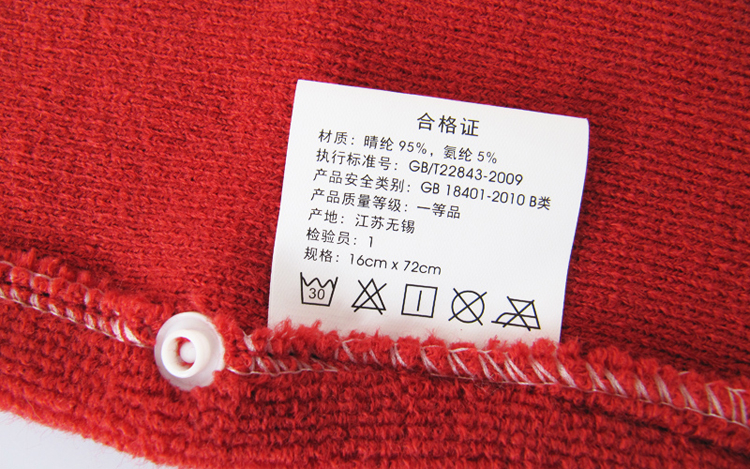 合格证
材质：晴纶 95%，氨纶 5%
执行标准号：GB/T22843-2009
产品安全类别：GB 18401-2010 B类
产品质量等级：一等品
产地：江苏无锡
检验员：1
规格：16cm x 72cm
30